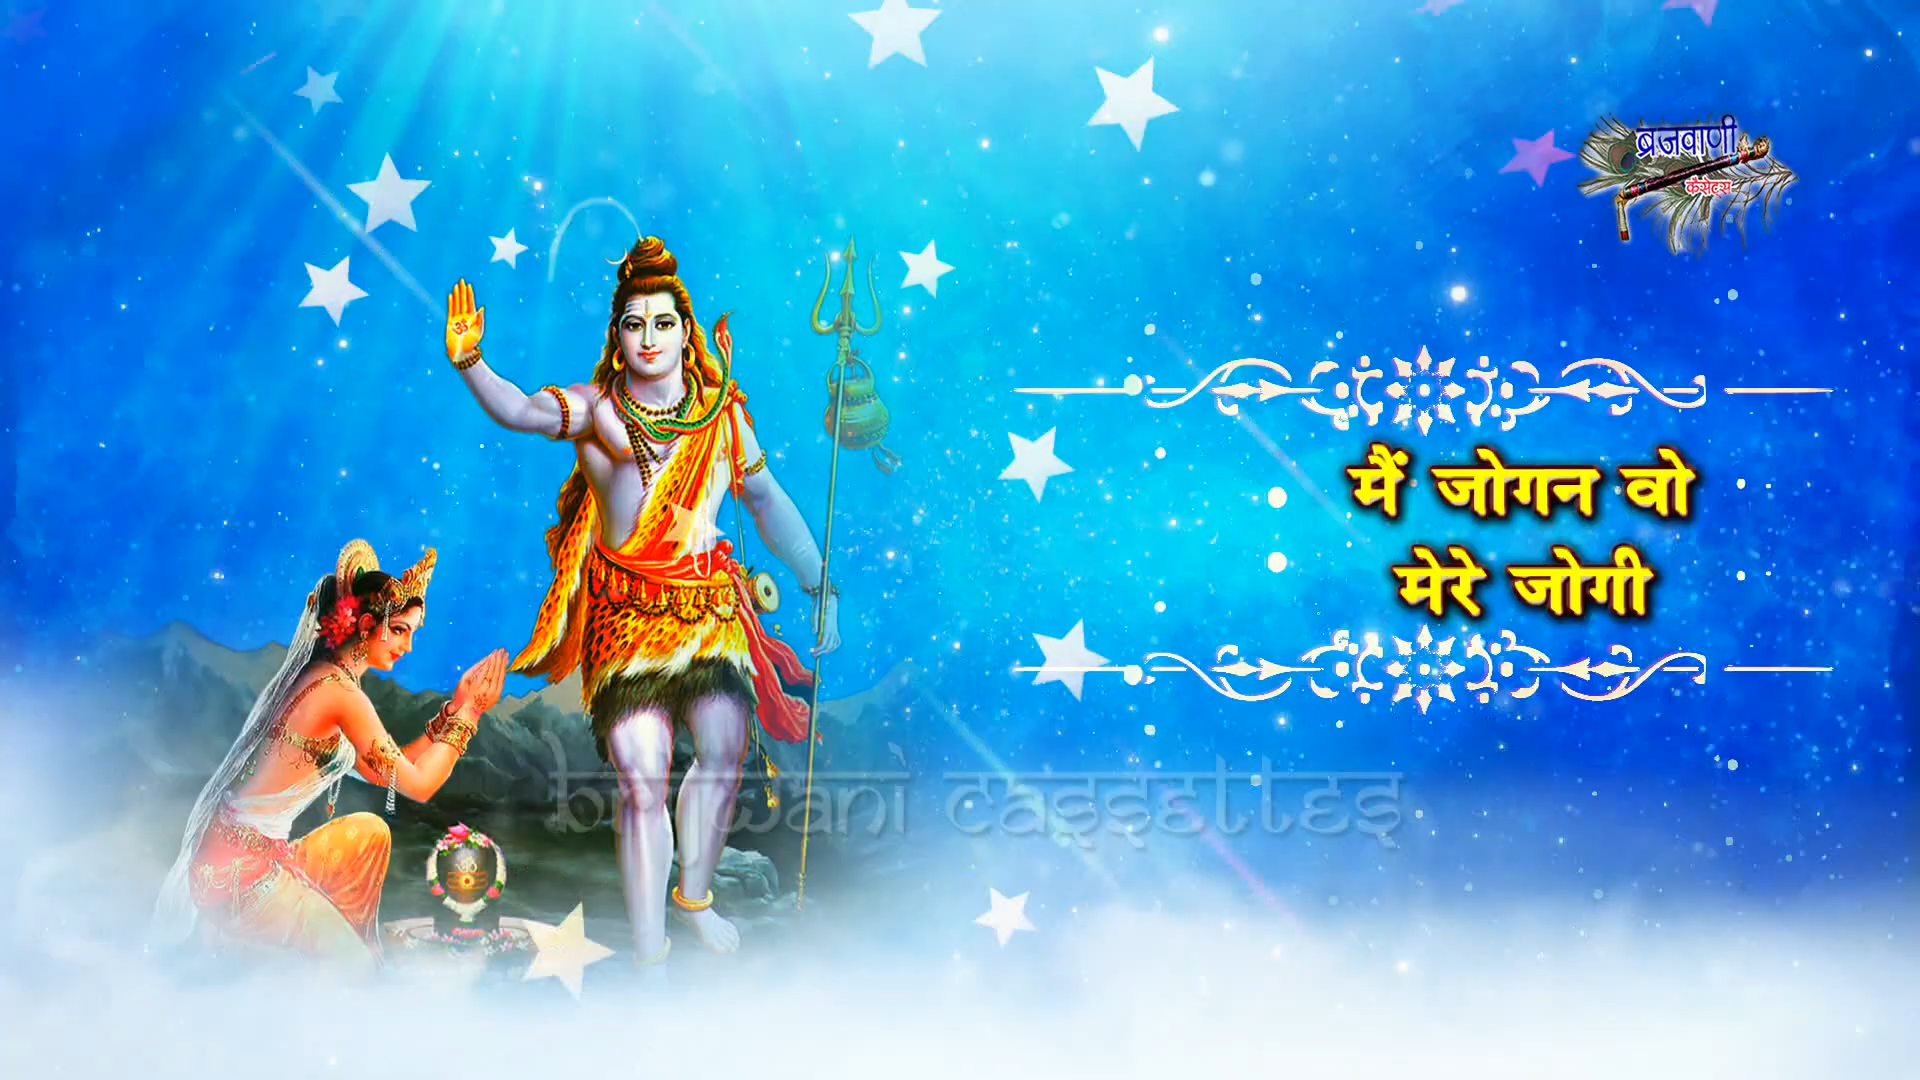 ब्रजवाणी
कैसेट्स
मैं जोगन वो
मेरे जोगी
ॐ
Brijwani Cassettes